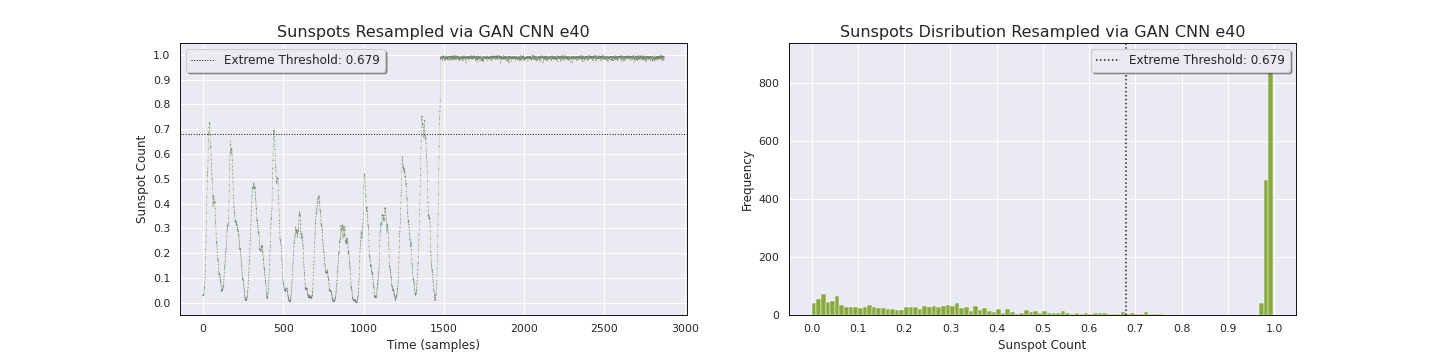 Sunspots Resampled via GAN CNN e40
Extreme Threshold: 0.679
1.0
0.9
0.8
0.7
0.6
0.5
0.4
0.3
0.2
0.1
0.0
Sunspot Count
0 500 1000 1500 2000 2500 3000
Time (samples)
Sunspots Disribution Resampled via GAN CNN e40
Extreme Threshold: 0.679
800
600
400
200
0
Frequency
0.0 0.1 0.2 0.3 0.4 0.5 0.6 0.7 0.8 0.9 1.0
Sunspot Count